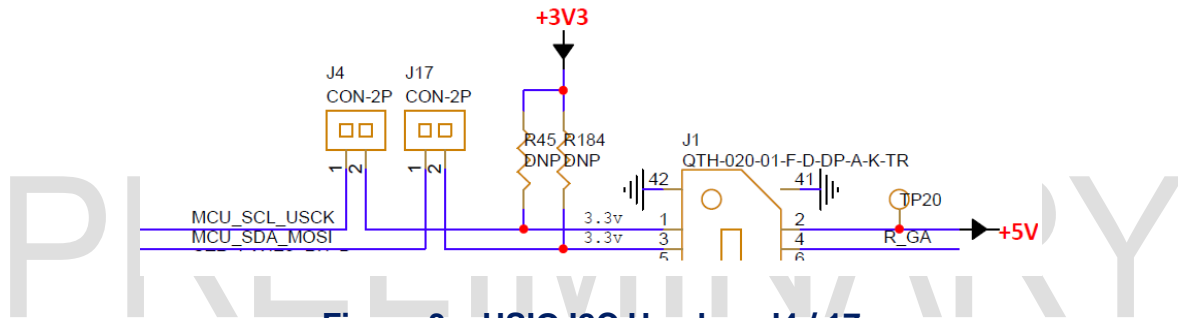 +3V3
J4 J17
CON-2P CON-2P
R45 R184
DNP DNP
J1
QTH-020-01-F-D-DP-A-K-TR
42 41
1 2 1 2
TP20
MCU_SCL_USCK 3.3v 1 2
MCU_SDA_MOSI 3.3v 3 4 R_GA +5V
5 6
PRELIMINARY